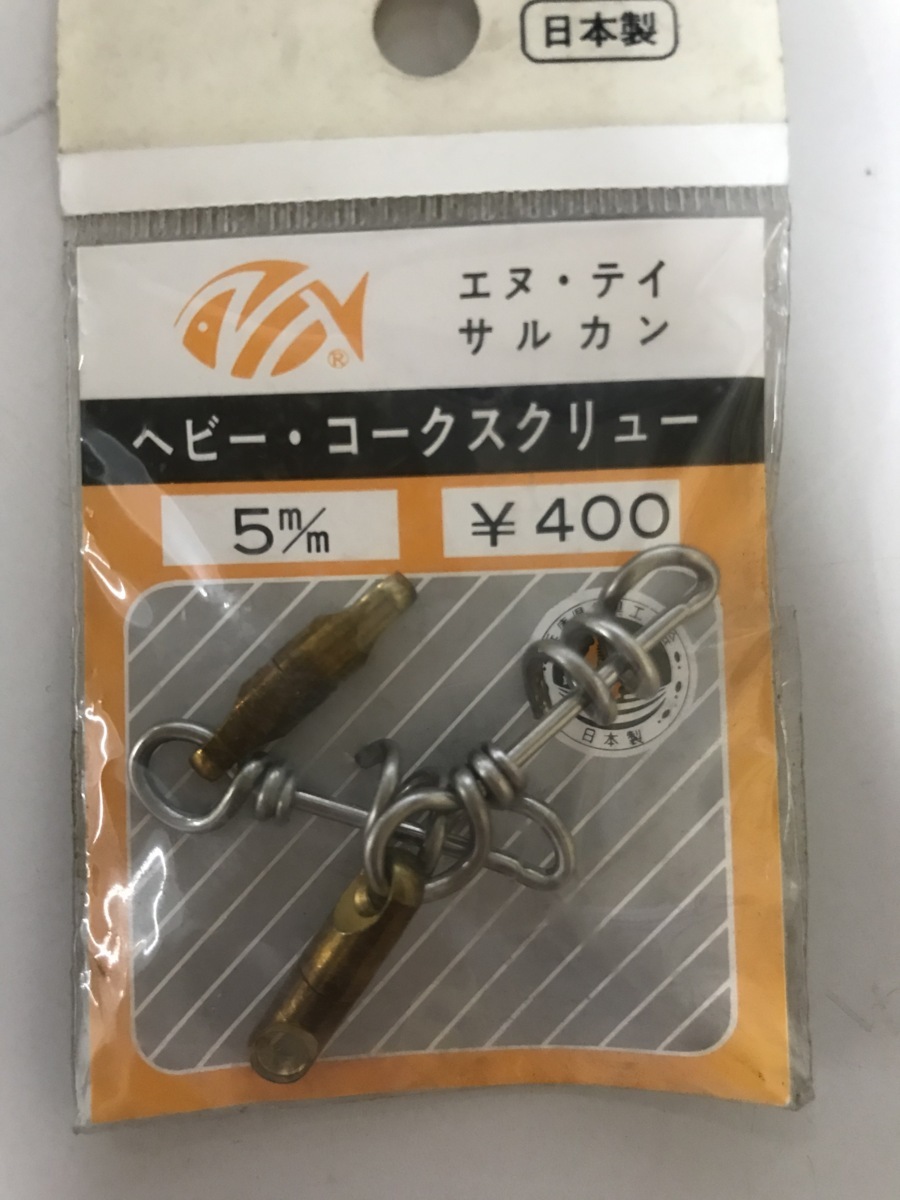 日本製
エヌ・テイ
サルカン
®
ヘビー・コークスクリュー
5㎜
¥400
日本製